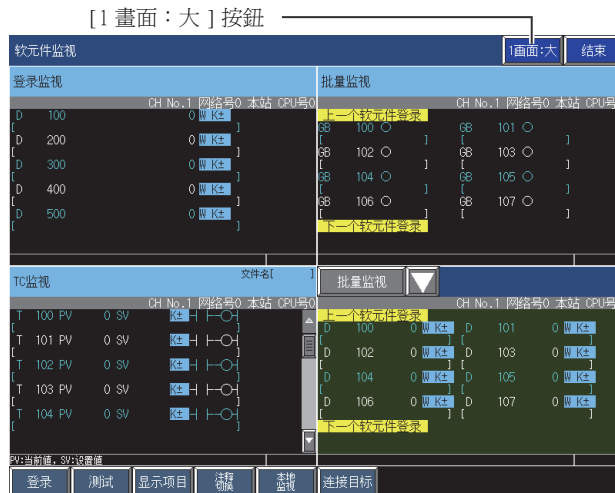 [1 畫面：大 ] 按鈕
软元件监视 1画面:大 结束
登录监视
CH No.1 网络号0 本站 CPU号0
D 100 0 W K±
[ ]
D 200 0 W K±
[ ]
D 300 0 W K±
[ ]
D 400 0 W K±
[ ]
D 500 0 W K±
[ ]
批量监视
CH No.1 网络号0 本站 CPU号
上一个软元件登录
GB 100 GB 101
[ ] [ ]
GB 102 GB 103
[ ] [ ]
GB 104 GB 105
[ ] [ ]
GB 106 GB 107
[ ] [ ]
下一个软元件登录
TC监视 文件名[ ]
CH No.1 网络号0 本站 CPU号0
T 100 PV 0 SV K±
[ ]
T 101 PV 0 SV K±
[ ]
T 102 PV 0 SV K±
[ ]
T 103 PV 0 SV K±
[ ]
T 104 PV 0 SV K±
[ ]
PV:当前值, SV:设置值
批量监视
CH No.1 网络号0 本站 CPU号
上一个软元件登录
D 100 0 W K± D 101 0 W K±
[ ] [ ]
D 102 0 W K± D 103 0 W K±
[ ] [ ]
D 104 0 W K± D 105 0 W K±
[ ] [ ]
D 106 0 W K± D 107 0 W K±
[ ] [ ]
下一个软元件登录
登录 测试 显示项目 注释切换 本地监视 连接目标